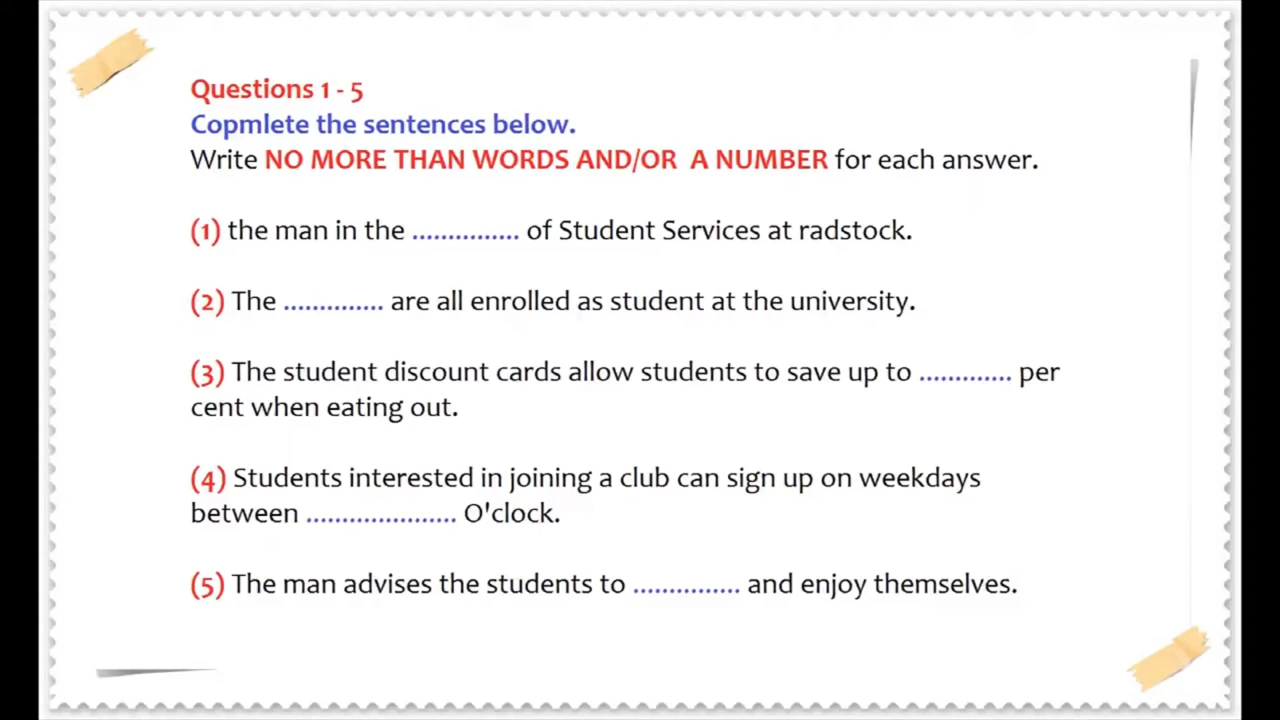 Questions 1 - 5
Copmlete the sentences below.
Write NO MORE THAN WORDS AND/OR A NUMBER for each answer.
(1) the man in the ............... of Student Services at radstock.
(2) The .............. are all enrolled as student at the university.
(3) The student discount cards allow students to save up to ............. per
cent when eating out.
(4) Students interested in joining a club can sign up on weekdays
between ..................... O'clock.
(5) The man advises the students to ............... and enjoy themselves.